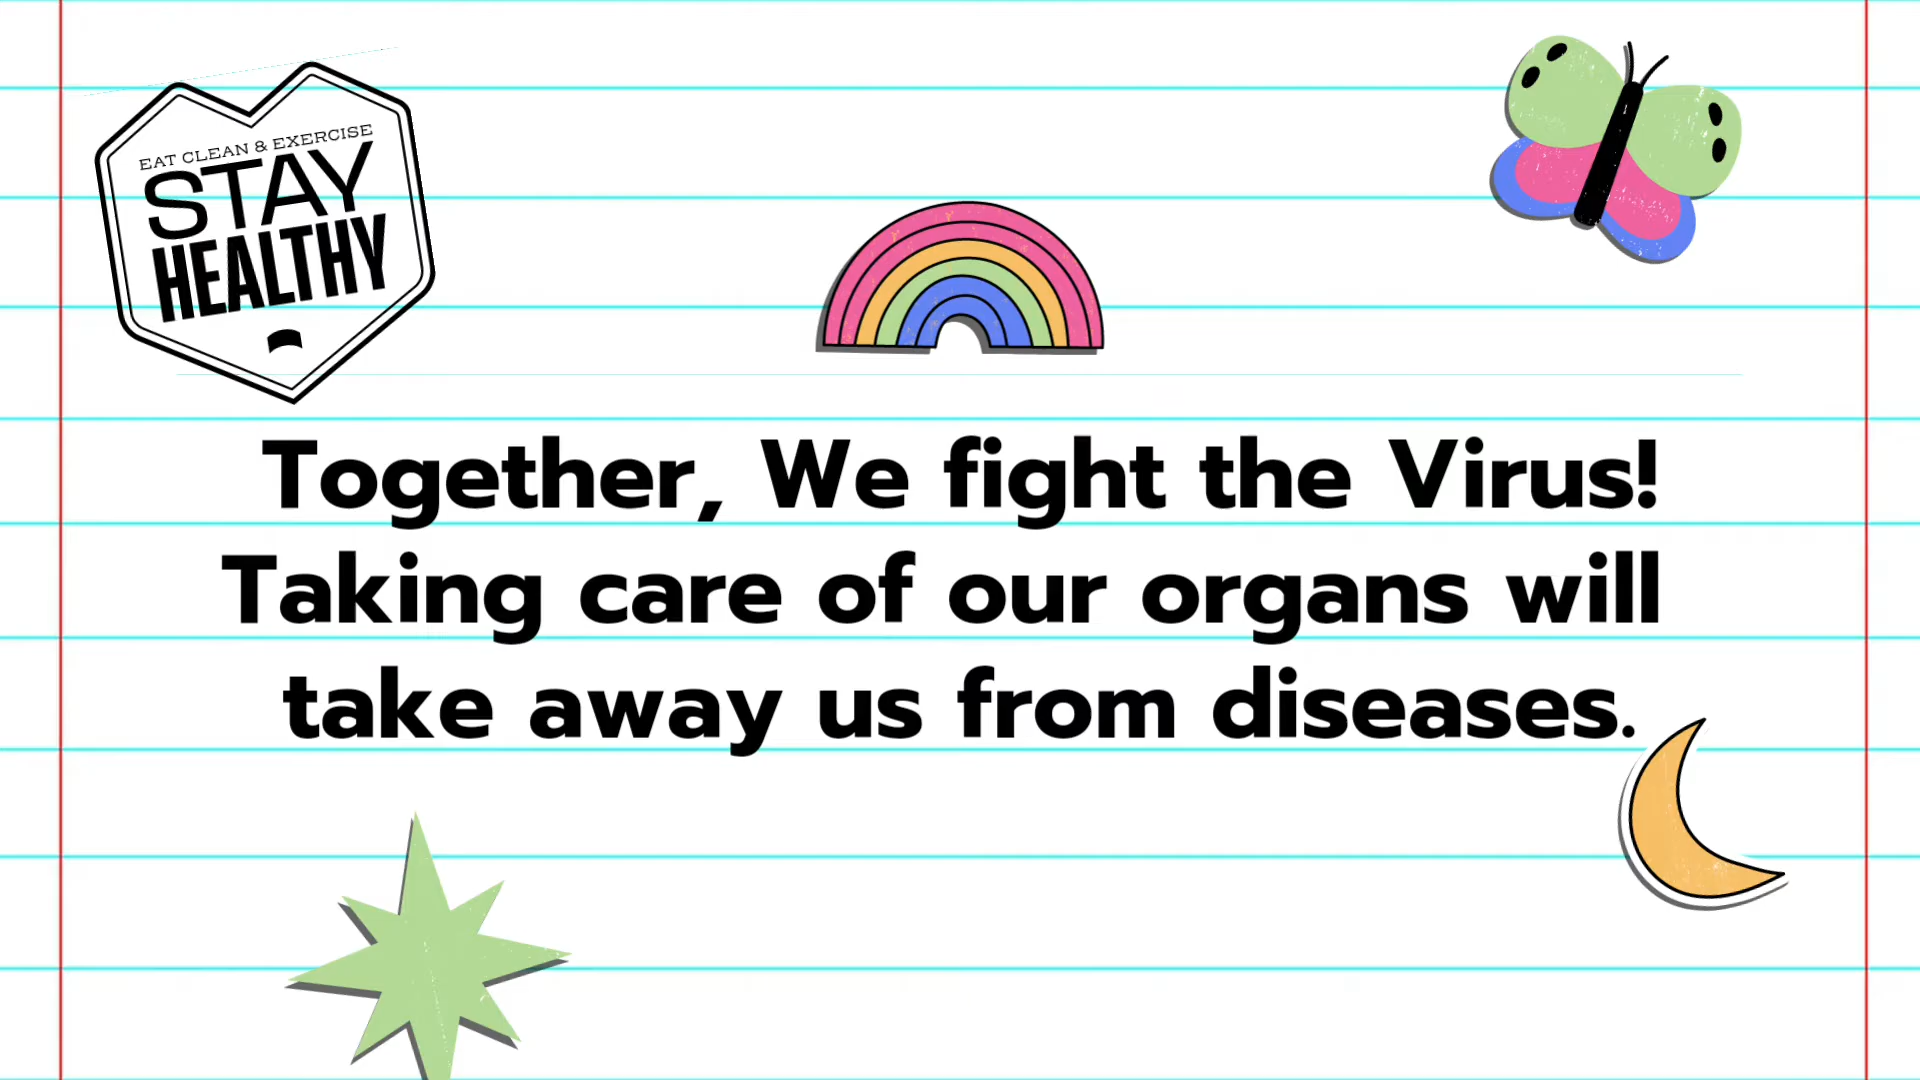 EAT CLEAN & EXERCISE
STAY
HEALTHY
Together, We fight the Virus!
Taking care of our organs will
take away us from diseases.